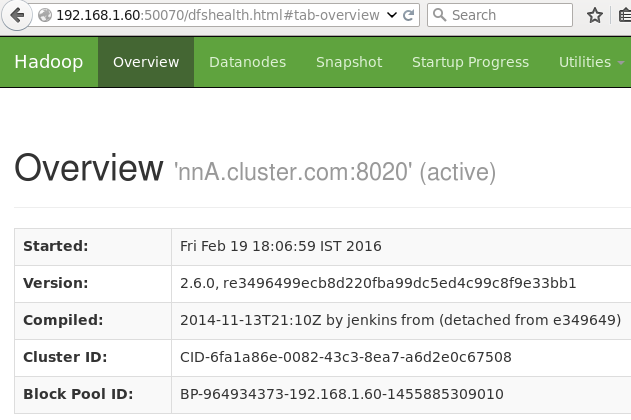 192.168.1.60:50070/dfshealth.html#tab-overview Search
Hadoop Overview Datanodes Snapshot Startup Progress Utilities
Overview 'nnA.cluster.com:8020' (active)
Started: Fri Feb 19 18:06:59 IST 2016
Version: 2.6.0, re3496499ecb8d220fba99dc5ed4c99c8f9e33bb1
Compiled: 2014-11-13T21:10Z by jenkins from (detached from e349649)
Cluster ID: CID-6fa1a86e-0082-43c3-8ea7-a6d2e0c67508
Block Pool ID: BP-964934373-192.168.1.60-1455885309010